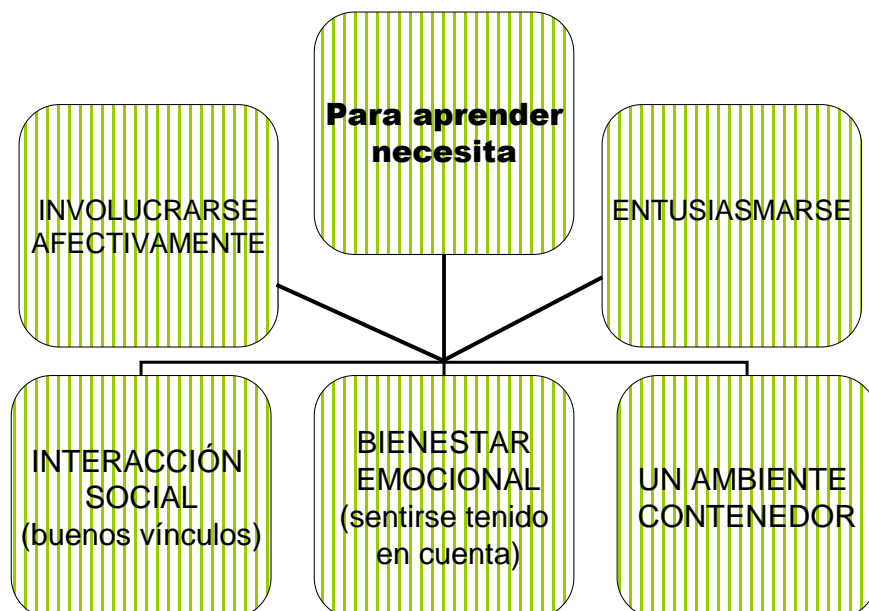 Para aprender
necesita
INVOLUCRARSE
AFECTIVAMENTE
ENTUSIASMARSE
INTERACCIÓN
SOCIAL
(buenos vínculos)
BIENESTAR
EMOCIONAL
(sentirse tenido
en cuenta)
UN AMBIENTE
CONTENEDOR